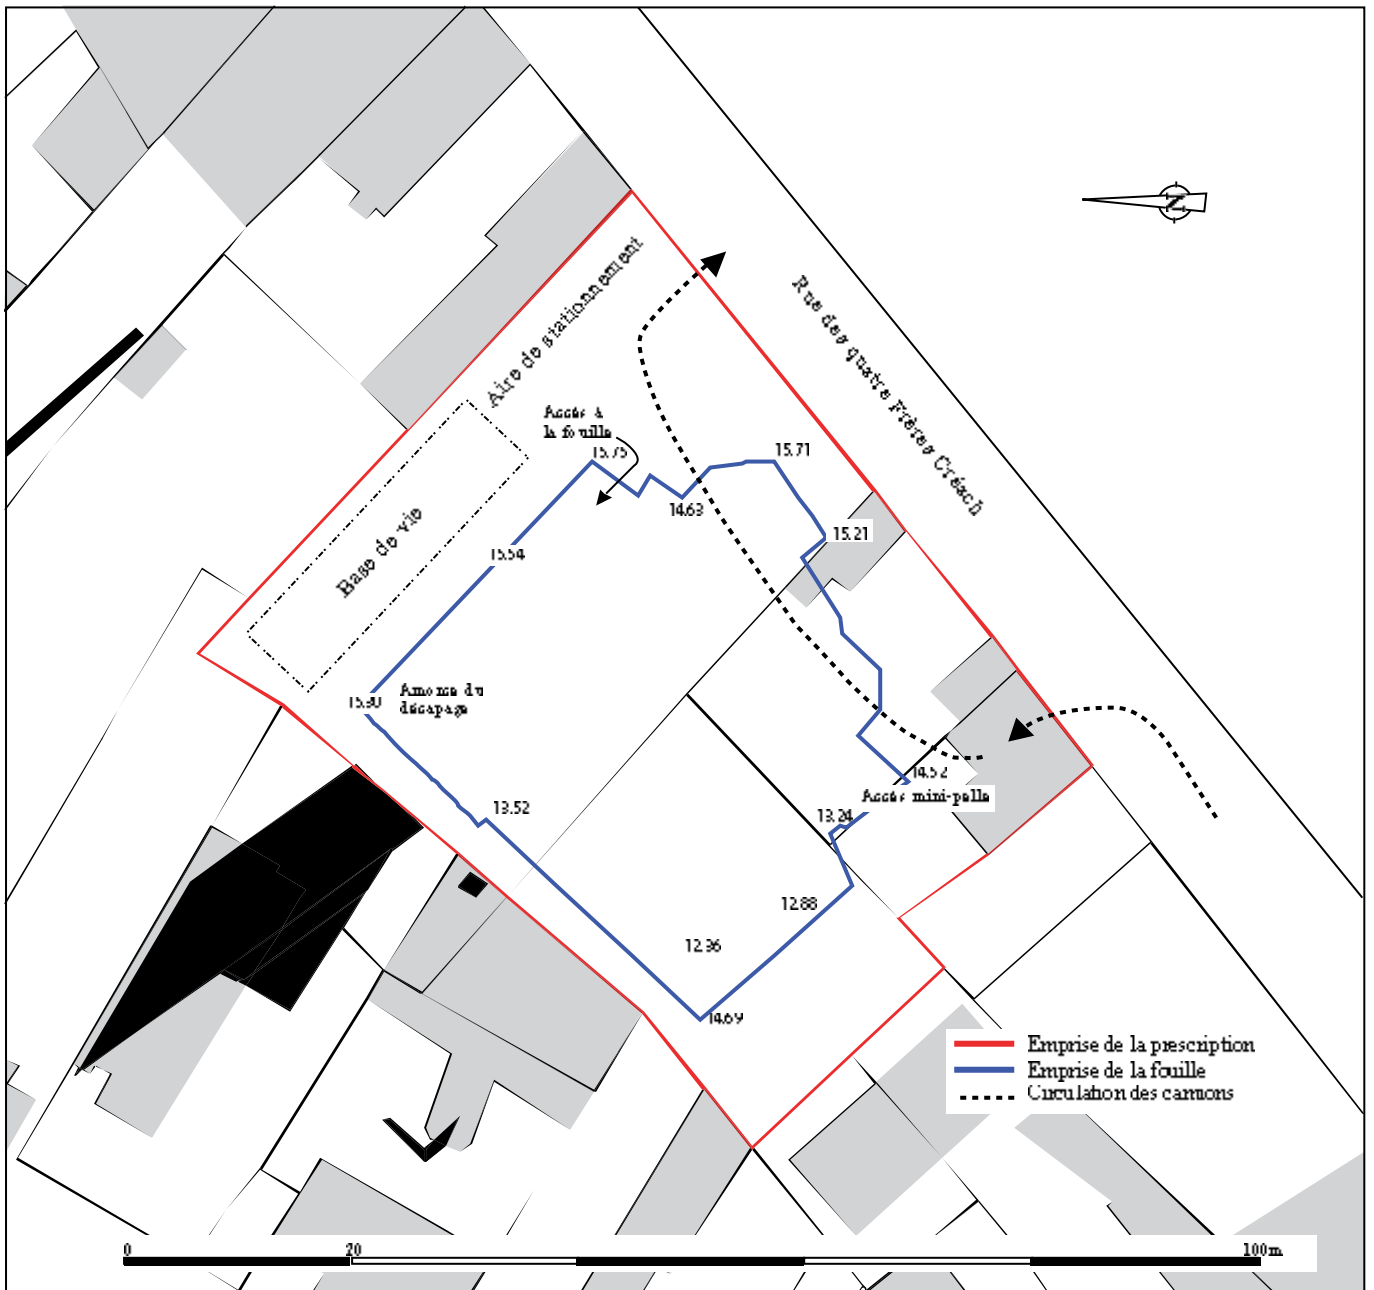 N
Aire de stationnement
Rue des quatre Frères Créach
Accès à
la fouille
15.75
15.71
14.63
15.21
15.54
Base de vie
15.30
Amorse du
décapage
14.52
Accès mini-pelle
13.52
13.24
12.88
12.36
14.69
Emprise de la prescription
Emprise de la fouille
Circulation des camions
0
20
100m